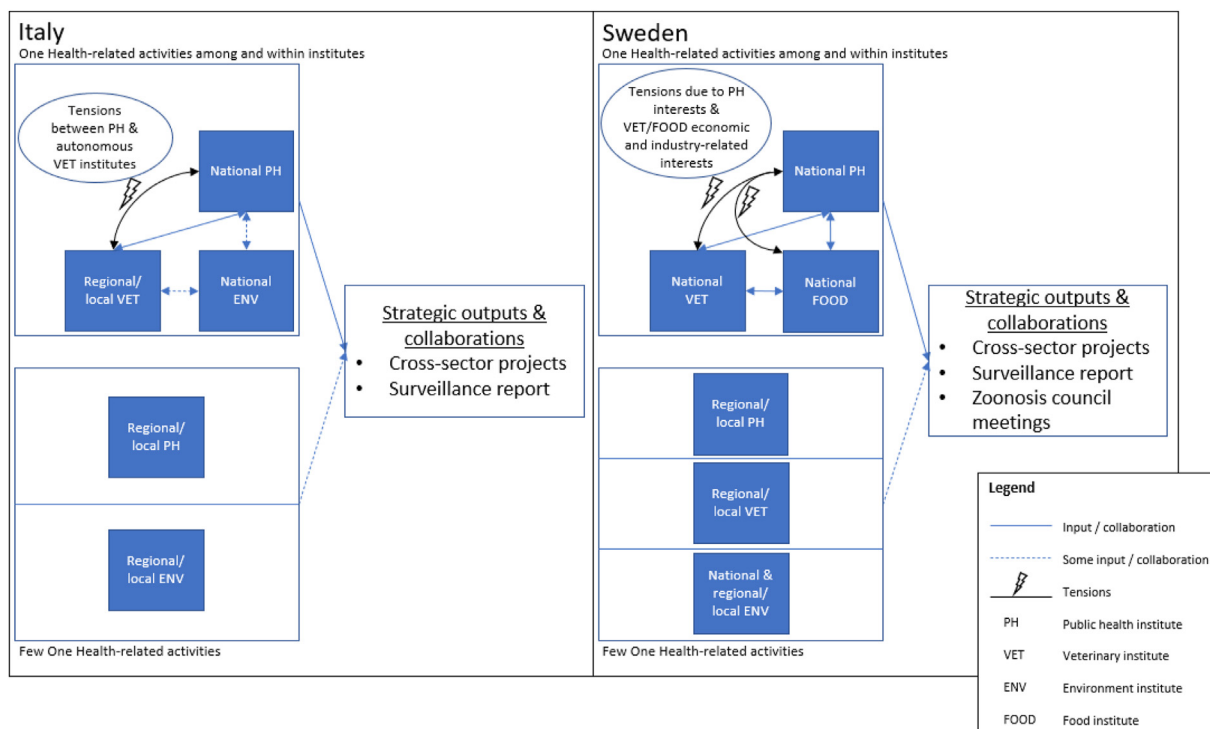 Italy
One Health-related activities among and within institutes
Tensions
between PH &
autonomous
VET institutes
National PH
Regional/
local VET
National
ENV
Strategic outputs &
collaborations
• Cross-sector projects
• Surveillance report
Regional/
local PH
Regional/
local ENV
Few One Health-related activities
Sweden
One Health-related activities among and within institutes
Tensions due to PH
interests &
VET/FOOD economic
and industry-related
interests
National PH
National
VET
National
FOOD
Strategic outputs &
collaborations
• Cross-sector projects
• Surveillance report
• Zoonosis council
meetings
Regional/
local PH
Regional/
local VET
National &
regional/
local ENV
Few One Health-related activities
Legend
Input / collaboration
Some input / collaboration
Tensions
PH Public health institute
VET Veterinary institute
ENV Environment institute
FOOD Food institute